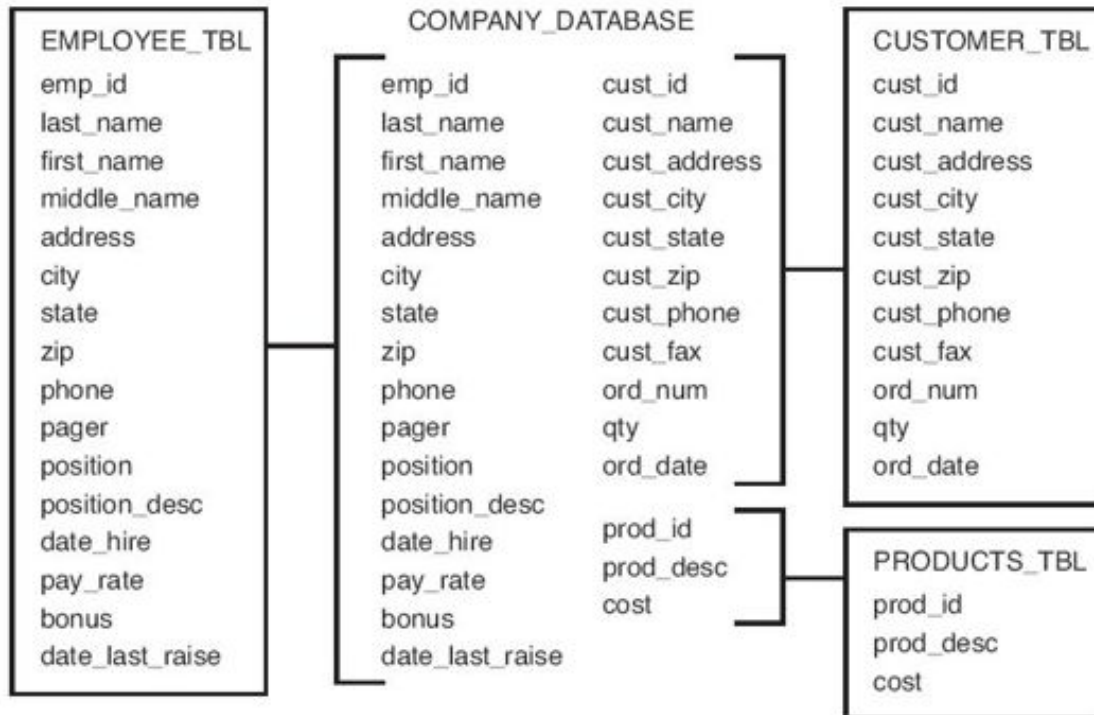 EMPLOYEE_TBL
emp_id
last_name
first_name
middle_name
address
city
state
zip
phone
pager
position
position_desc
date_hire
pay_rate
bonus
date_last_raise
COMPANY_DATABASE
emp_id
last_name
first_name
middle_name
address
city
state
zip
phone
pager
position
position_desc
date_hire
pay_rate
bonus
date_last_raise
cust_id
cust_name
cust_address
cust_city
cust_state
cust_zip
cust_phone
cust_fax
ord_num
qty
ord_date
prod_id
prod_desc
cost
CUSTOMER_TBL
cust_id
cust_name
cust_address
cust_city
cust_state
cust_zip
cust_phone
cust_fax
ord_num
qty
ord_date
PRODUCTS_TBL
prod_id
prod_desc
cost